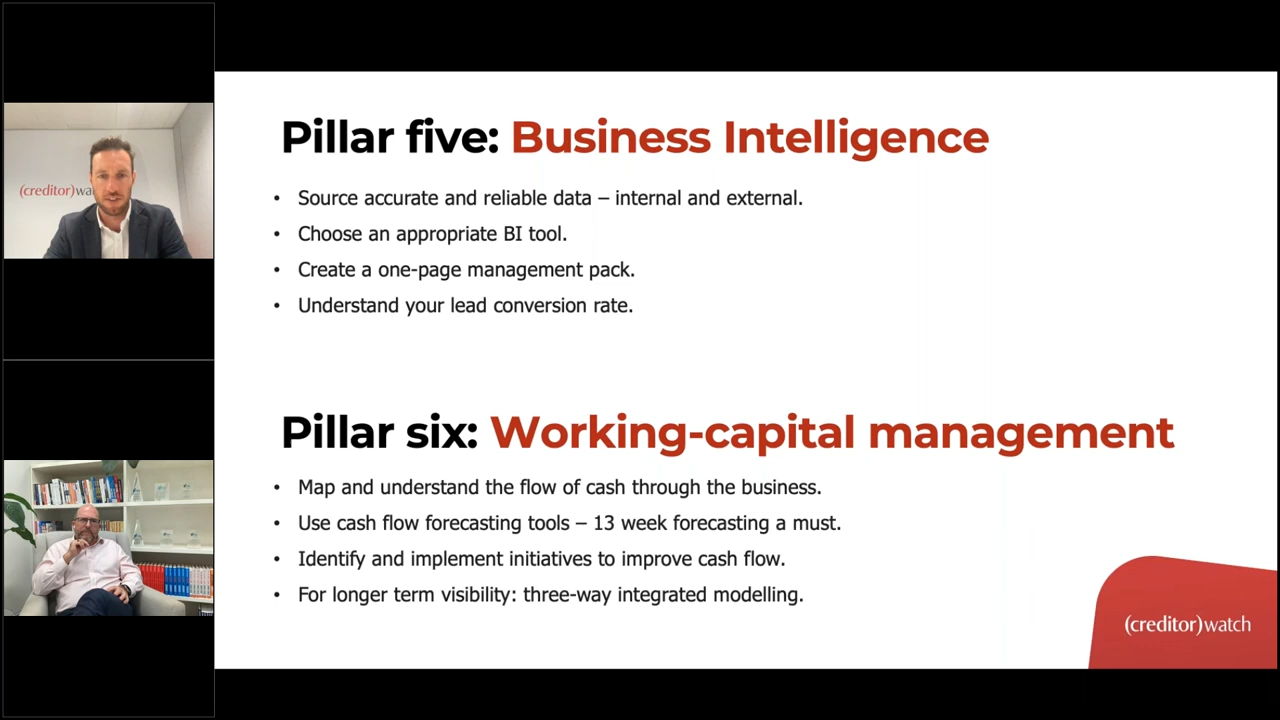 Pillar five: Business Intelligence
• Source accurate and reliable data – internal and external.
• Choose an appropriate BI tool.
• Create a one-page management pack.
• Understand your lead conversion rate.
Pillar six: Working-capital management
• Map and understand the flow of cash through the business.
• Use cash flow forecasting tools – 13 week forecasting a must.
• Identify and implement initiatives to improve cash flow.
• For longer term visibility: three-way integrated modelling.
(creditor)watch
(creditor)wat